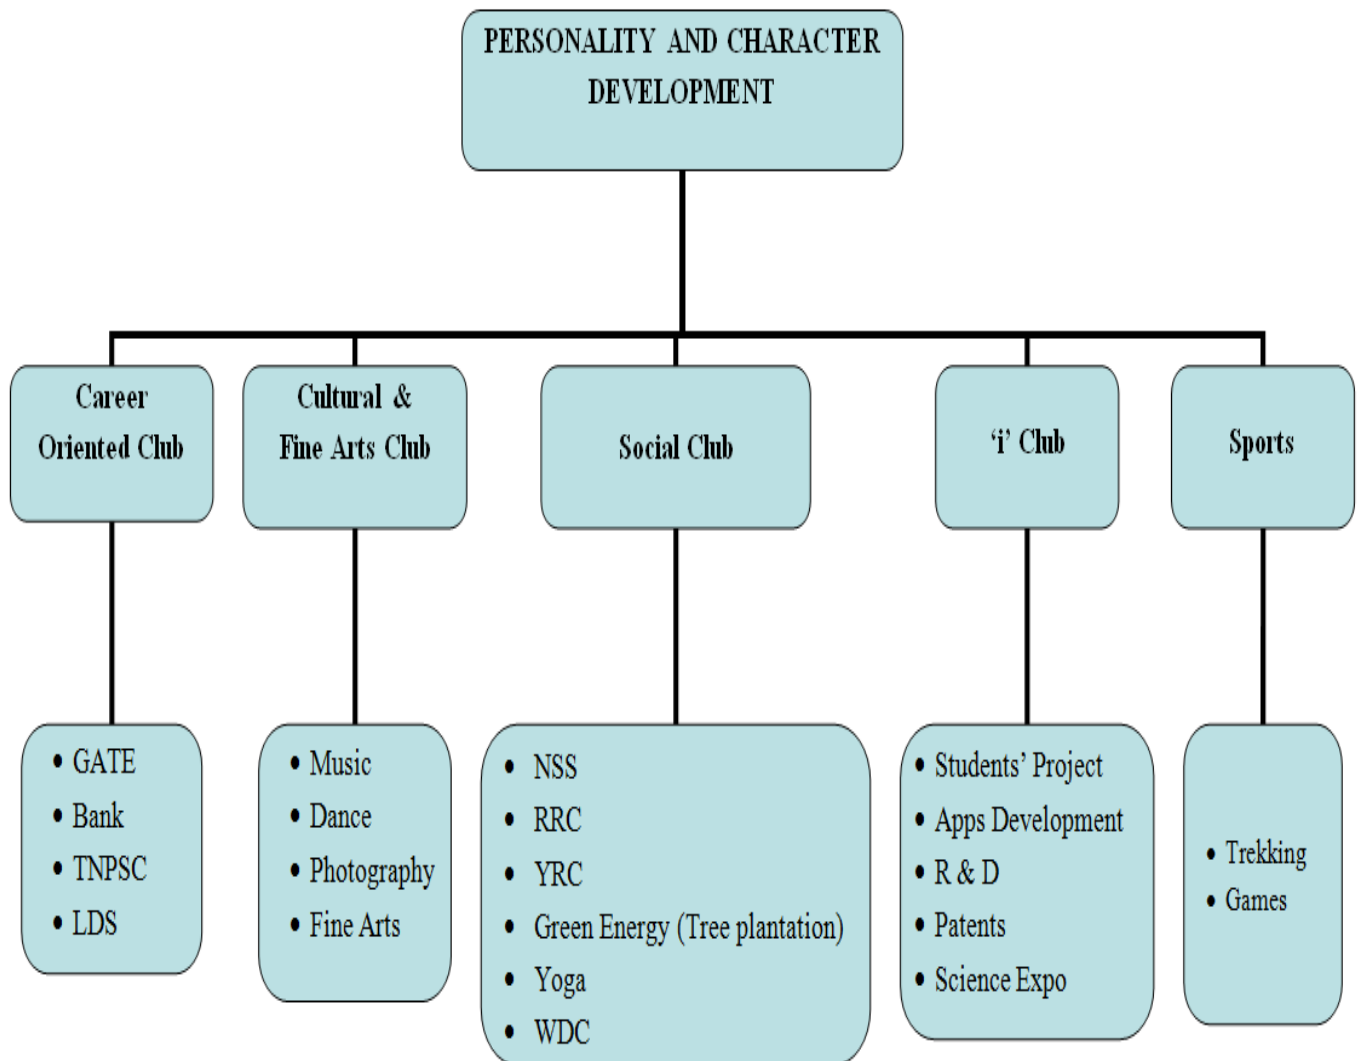 PERSONALITY AND CHARACTER
DEVELOPMENT
Career
Oriented Club
Cultural &
Fine Arts Club
Social Club
‘i’ Club
Sports
• GATE
• Bank
• TNPSC
• LDS
• Music
• Dance
• Photography
• Fine Arts
• NSS
• RRC
• YRC
• Green Energy (Tree plantation)
• Yoga
• WDC
• Students’ Project
• Apps Development
• R & D
• Patents
• Science Expo
• Trekking
• Games